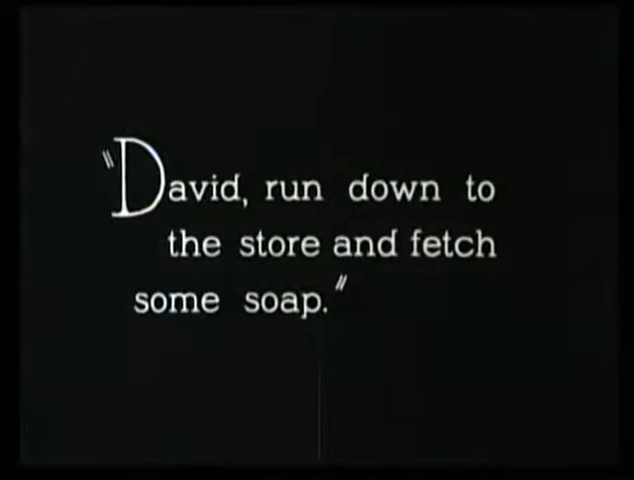 "David, run down to
the store and fetch
some soap."